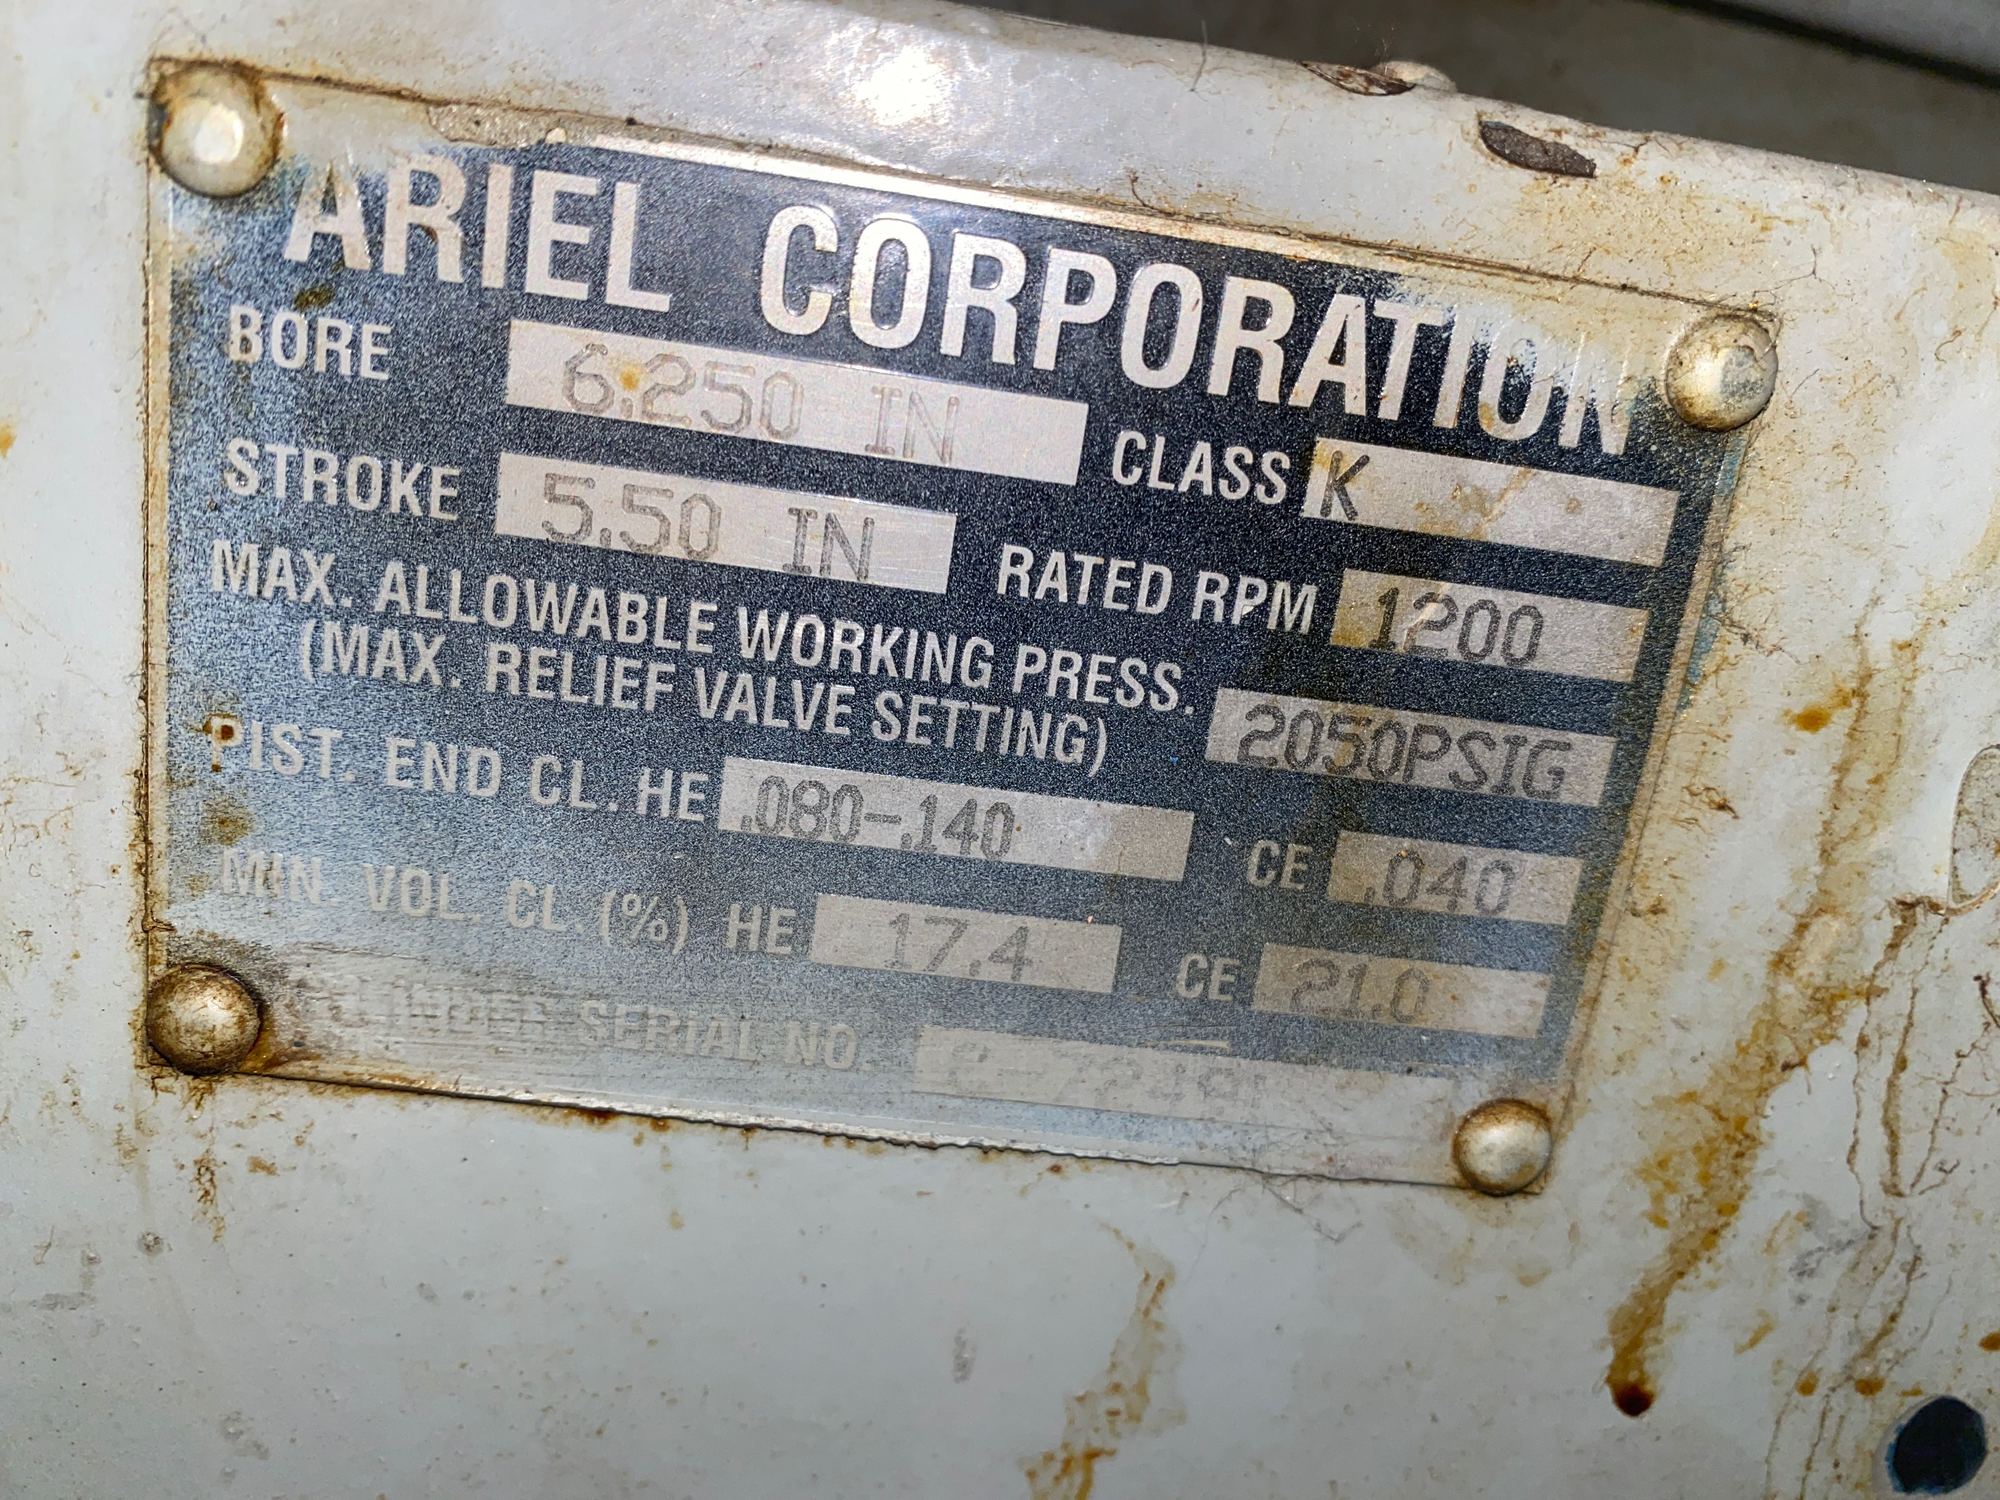 ARIEL CORPORATION
BORE 6.250 IN CLASS K
STROKE 5.50 IN RATED RPM 1200
MAX. ALLOWABLE WORKING PRESS.
(MAX. RELIEF VALVE SETTING) 2050PSIG
PIST. END CL. HE .080-.140 CE .040
MIN. VOL. CL. (%) HE 17.4 CE 21.0
CYLINDER SERIAL NO.